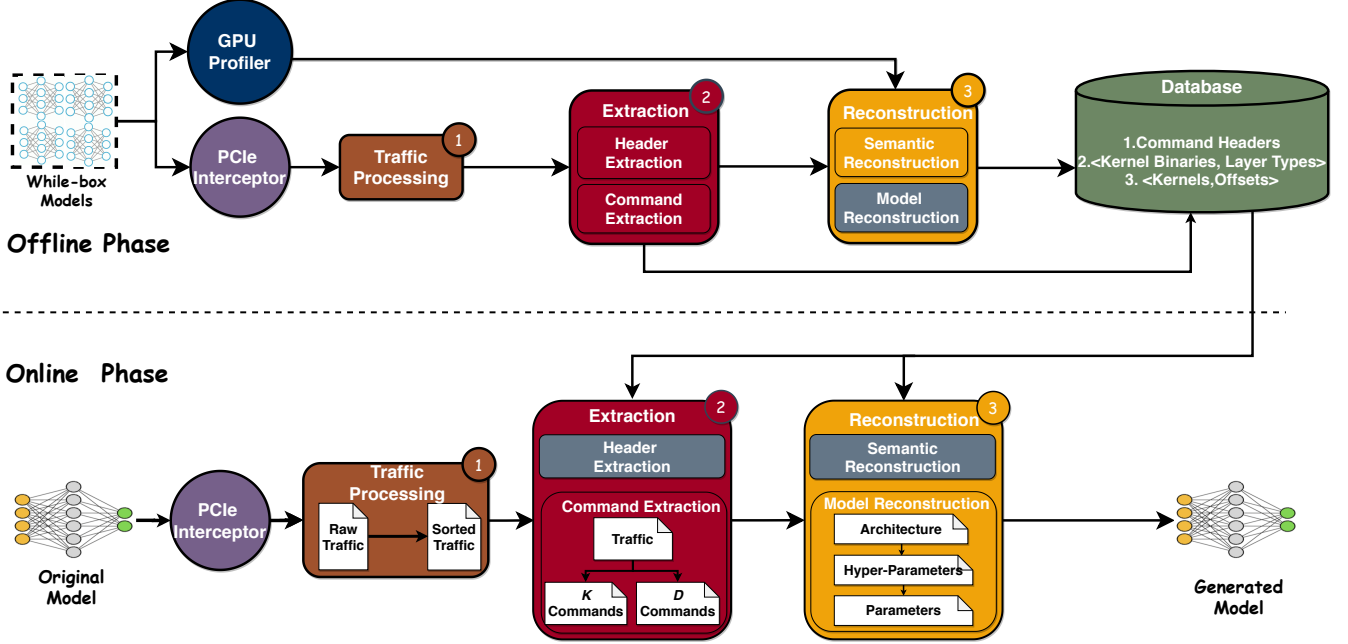 GPU
Profiler
While-box
Models
PCIe
Interceptor
1
Traffic
Processing
2
Extraction
Header
Extraction
Command
Extraction
3
Reconstruction
Semantic
Reconstruction
Model
Reconstruction
Database
1.Command Headers
2.<Kernel Binaries, Layer Types>
3. <Kernels,Offsets>
Offline Phase
Online Phase
Original
Model
PCIe
Interceptor
1
Traffic
Processing
Raw
Traffic
Sorted
Traffic
2
Extraction
Header
Extraction
Command Extraction
Traffic
K
Commands
D
Commands
3
Reconstruction
Semantic
Reconstruction
Model Reconstruction
Architecture
Hyper-Parameters
Parameters
Generated
Model